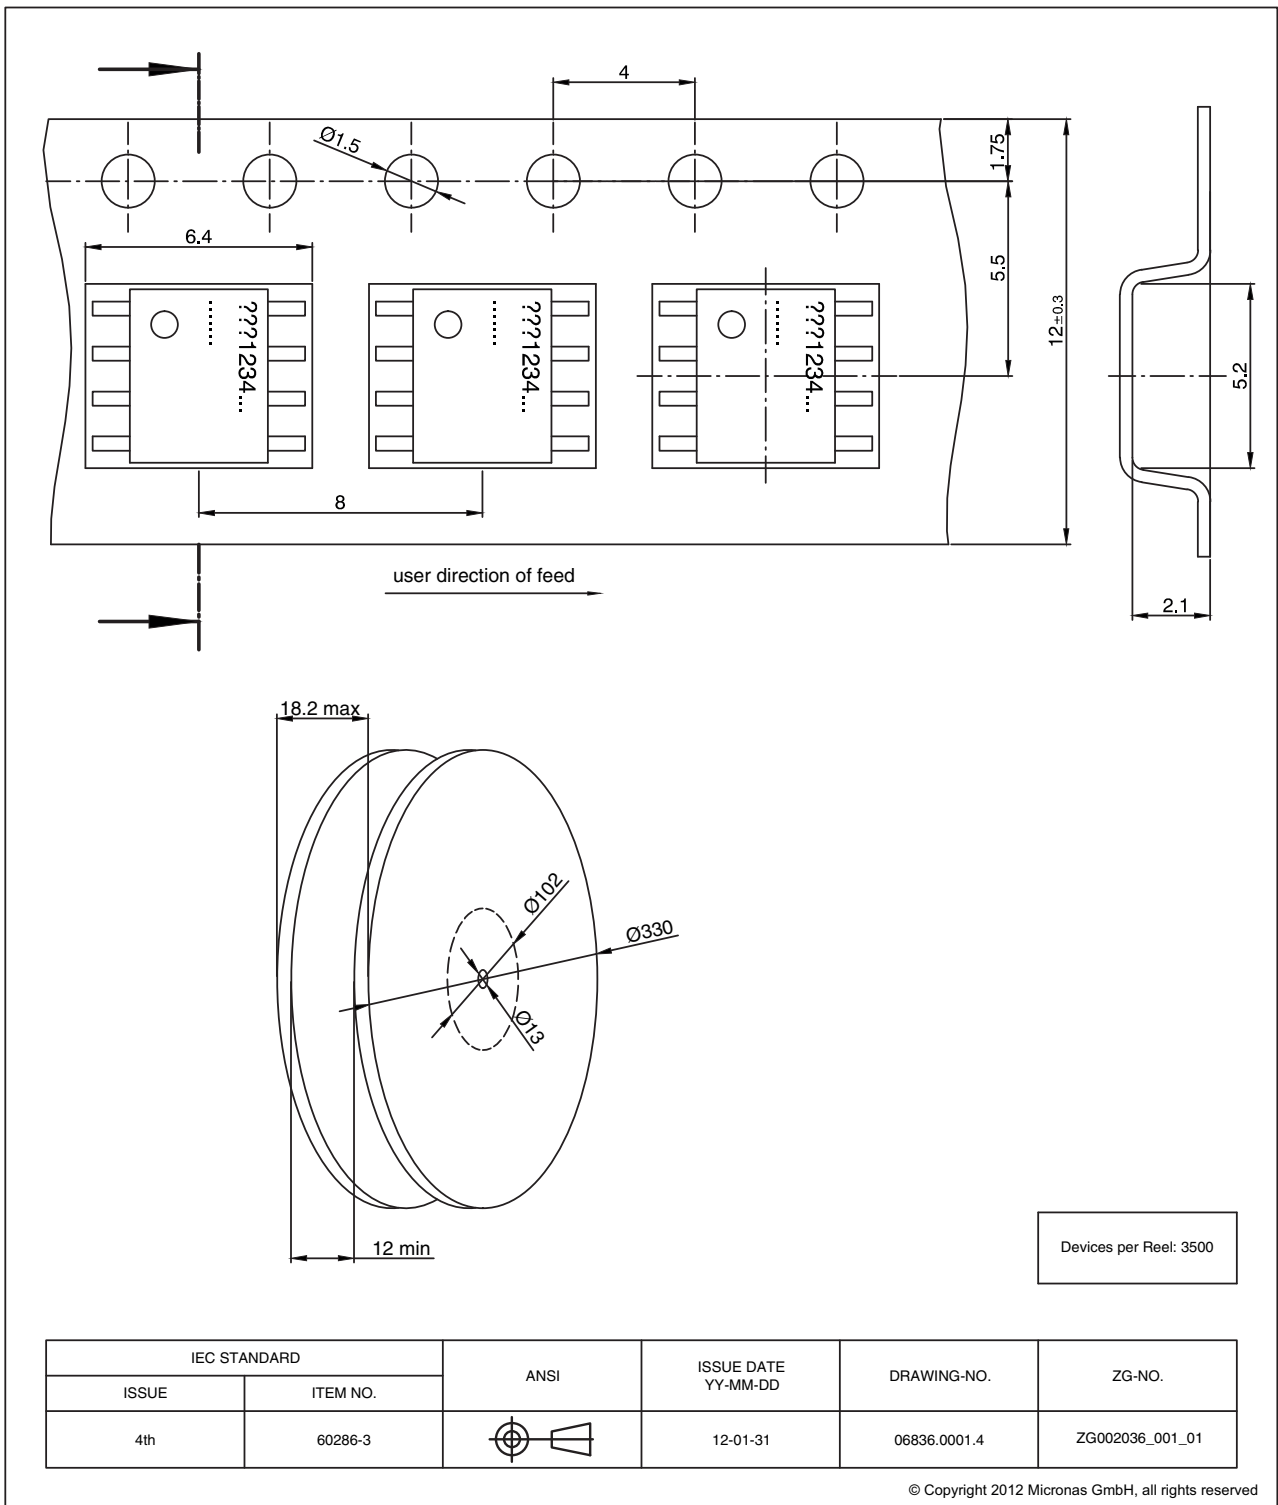 4
Ø1.5
1.75
6.4
5.5
12±0.3
???1234...
......
???1234...
......
???1234...
......
5.2
8
user direction of feed
2.1
18.2 max
Ø102
Ø330
Ø13
12 min
Devices per Reel: 3500
IEC STANDARD
ANSI
ISSUE DATE
YY-MM-DD
DRAWING-NO.
ZG-NO.
ISSUE
ITEM NO.
4th
60286-3
12-01-31
06836.0001.4
ZG002036_001_01
© Copyright 2012 Micronas GmbH, all rights reserved